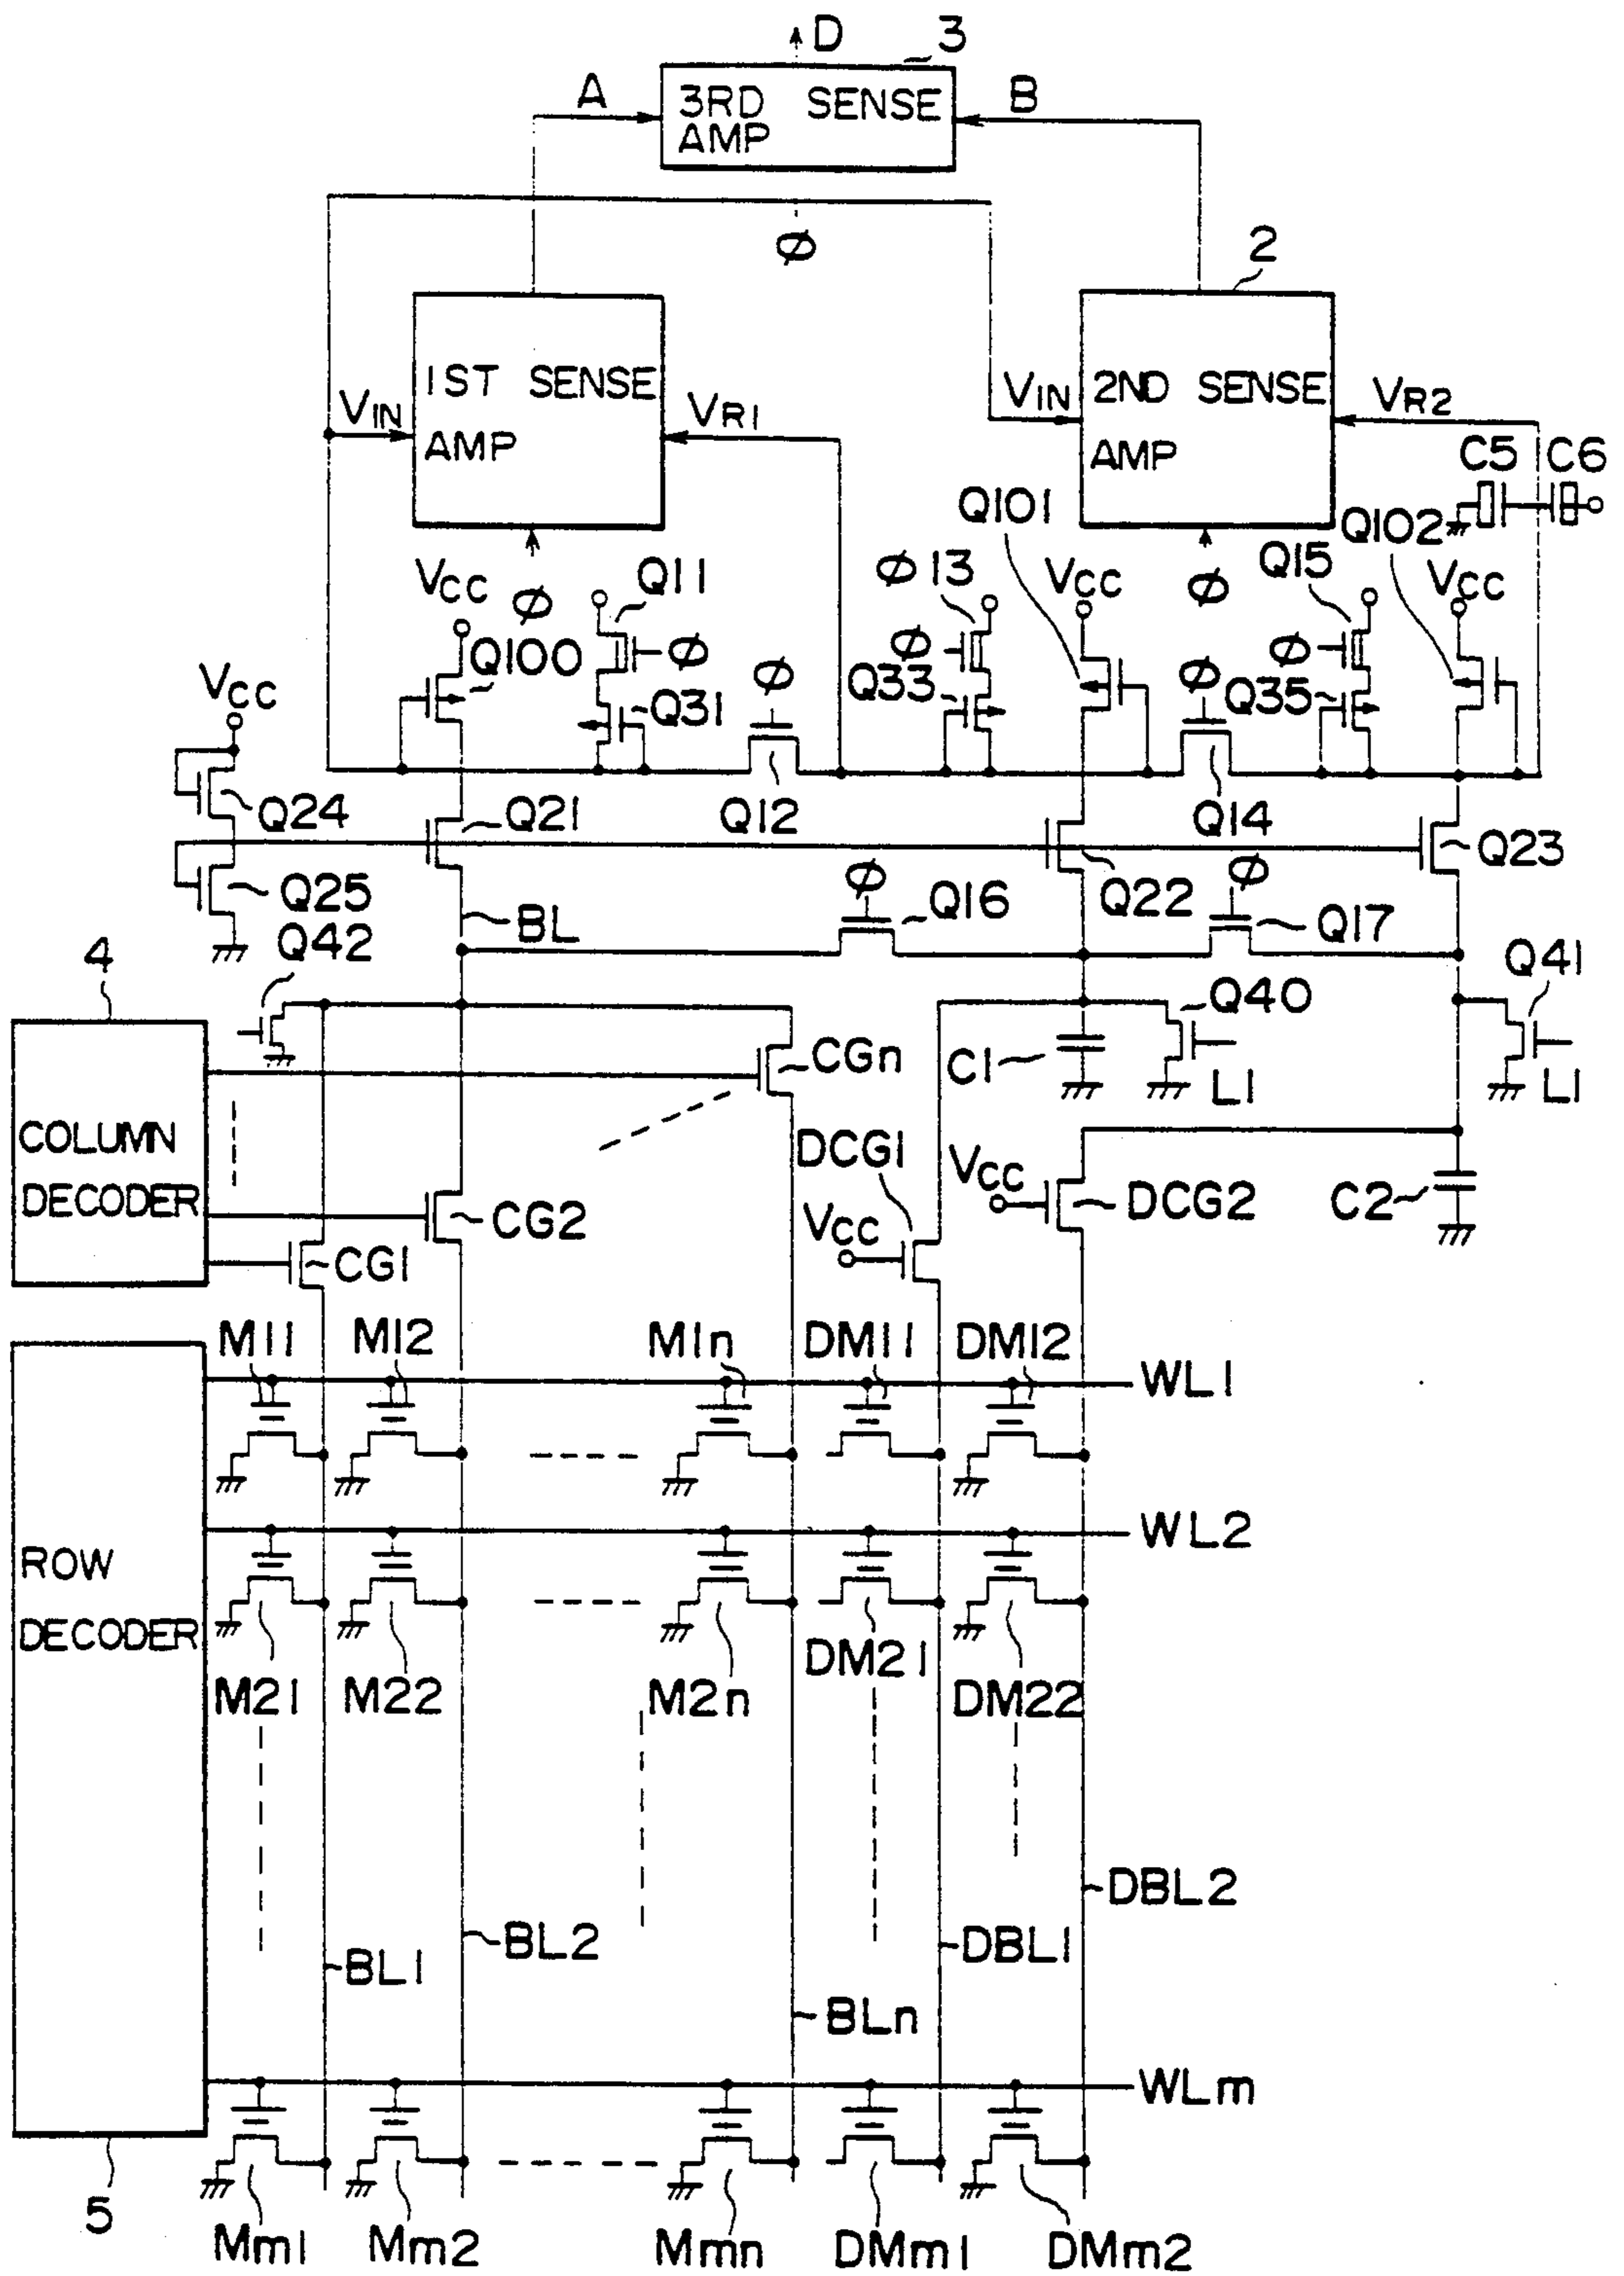 D
3
A
3RD SENSE
AMP
B
Ø
2
1ST SENSE
AMP
VIN
VR1
VIN
2ND SENSE
AMP
VR2
C5
C6
Q101
Q102
Vcc
Ø
Q11
Ø 13
Vcc
Ø
Q15
Vcc
Q100
Ø
Ø
Ø
Ø
Ø
Vcc
Q31
Q33
Q35
Q24
Q21
Q12
Q14
Q23
Q25
BL
Ø
Q16
Q22
Ø
Q17
Q42
Q41
4
Q40
CGn
C1
L1
L1
COLUMN
DECODER
DCG1
Vcc
DCG2
C2
CG2
Vcc
CG1
M11
M12
M1n
DM11
DM12
WL1
WL2
ROW
DECODER
M21
M22
M2n
DM21
DM22
DBL2
BL2
DBL1
BL1
BLn
WLm
5
Mm1
Mm2
Mmn
DMm1
DMm2